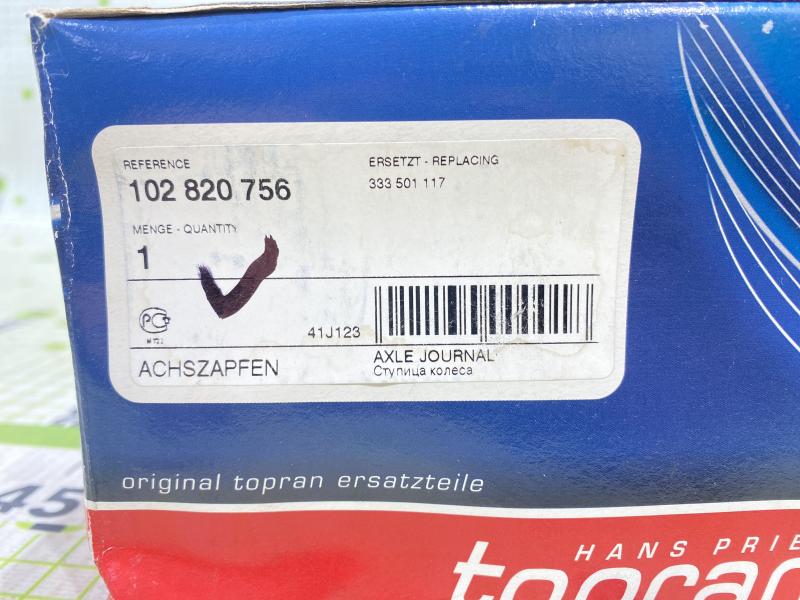 REFERENCE
ERSETZT - REPLACING
102 820 756
333 501 117
MENGE - QUANTITY
1
41J123
ACHSZAPFEN
AXLE JOURNAL
Ступица колеса
original topran ersatzteile
45
HANS PRIE
topran